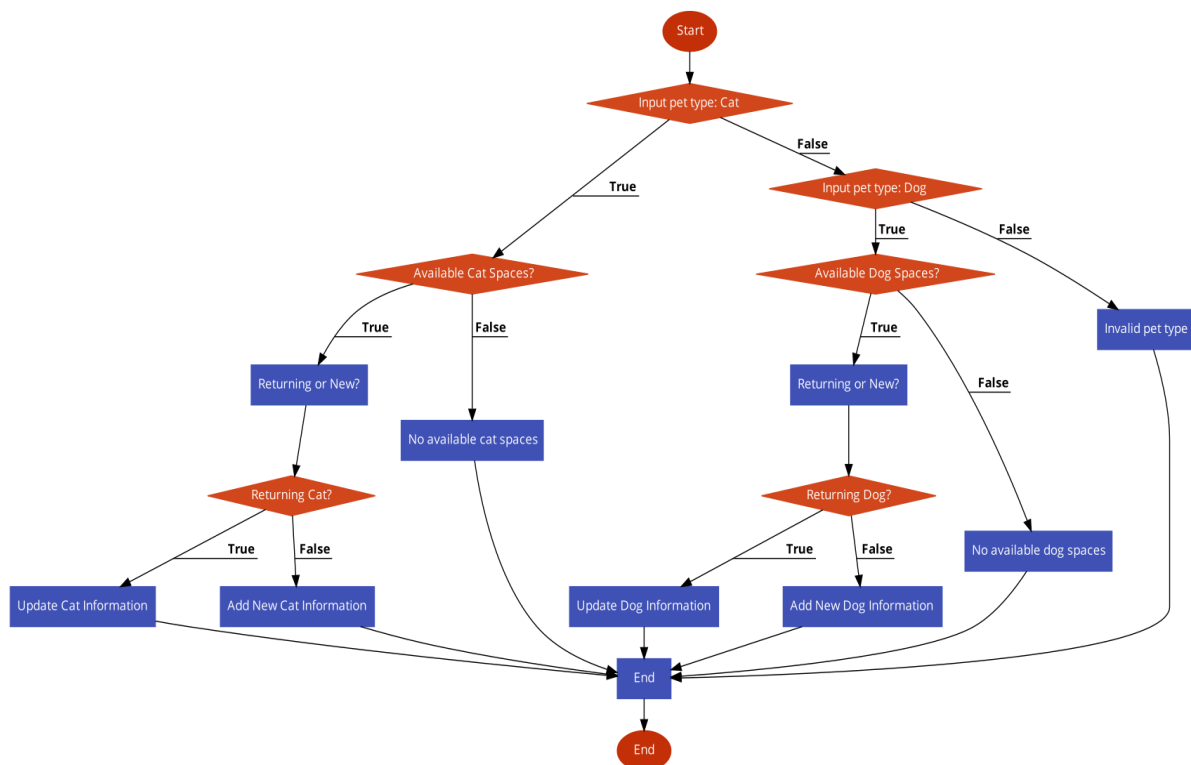 Start
Input pet type: Cat
False
True
Input pet type: Dog
True
False
Available Cat Spaces?
Available Dog Spaces?
True
False
True
Invalid pet type
Returning or New?
Returning or New?
False
No available cat spaces
Returning Cat?
Returning Dog?
True
False
True
False
No available dog spaces
Update Cat Information
Add New Cat Information
Update Dog Information
Add New Dog Information
End
End